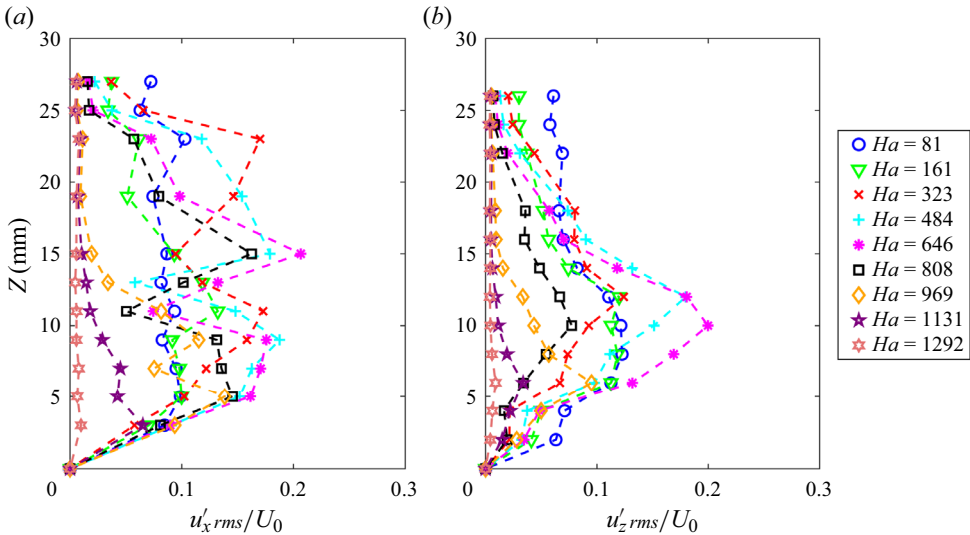 (a)
(b)
30
25
20
15
10
5
0
Z (mm)
0
0.1
0.2
0.3
u′x rms/U0
30
25
20
15
10
5
0
0
0.1
0.2
0.3
u′z rms/U0
Ha = 81
Ha = 161
Ha = 323
Ha = 484
Ha = 646
Ha = 808
Ha = 969
Ha = 1131
Ha = 1292